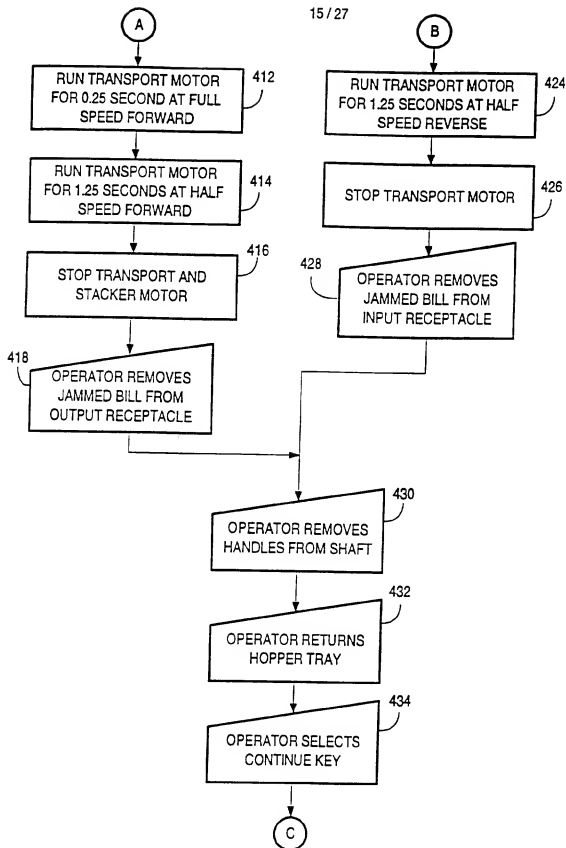 15 / 27
A
RUN TRANSPORT MOTOR
FOR 0.25 SECOND AT FULL
SPEED FORWARD
412
RUN TRANSPORT MOTOR
FOR 1.25 SECONDS AT HALF
SPEED FORWARD
414
STOP TRANSPORT AND
STACKER MOTOR
416
OPERATOR REMOVES
JAMMED BILL FROM
OUTPUT RECEPTACLE
418
B
RUN TRANSPORT MOTOR
FOR 1.25 SECONDS AT HALF
SPEED REVERSE
424
STOP TRANSPORT MOTOR
426
OPERATOR REMOVES
JAMMED BILL FROM
INPUT RECEPTACLE
428
OPERATOR REMOVES
HANDLES FROM SHAFT
430
OPERATOR RETURNS
HOPPER TRAY
432
OPERATOR SELECTS
CONTINUE KEY
434
C